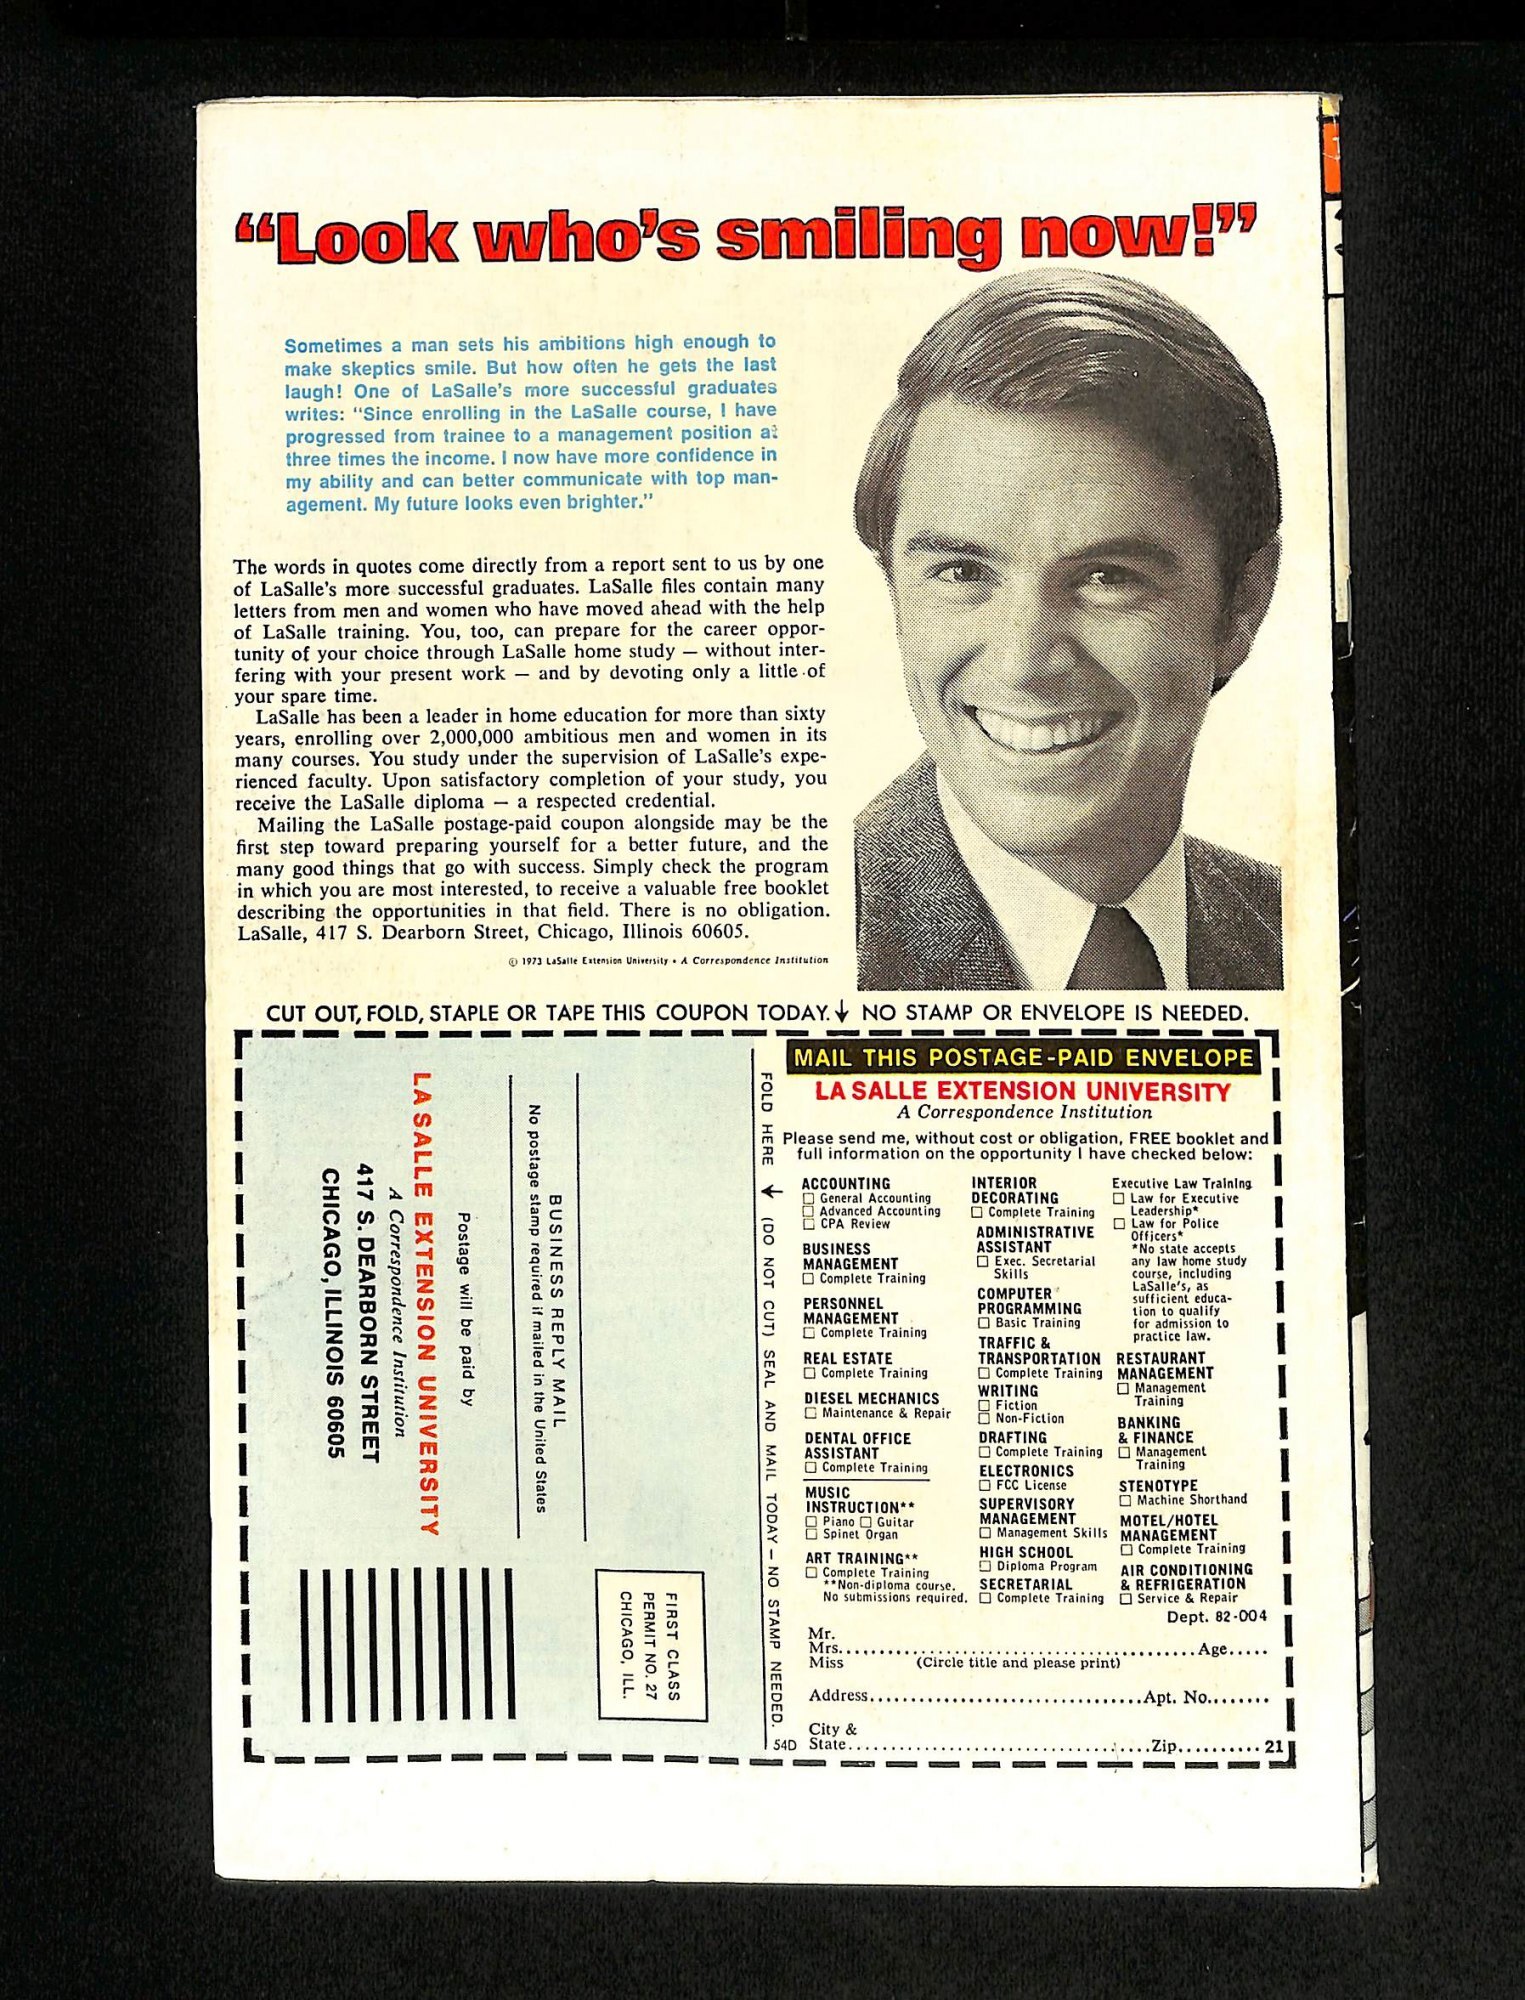 “Look who’s smiling now!”
Sometimes a man sets his ambitions high enough to
make skeptics smile. But how often he gets the last
laugh! One of LaSalle's more successful graduates
writes: "Since enrolling in the LaSalle course, I have
progressed from trainee to a management position at
three times the income. I now have more confidence in
my ability and can better communicate with top man-
agement. My future looks even brighter."
The words in quotes come directly from a report sent to us by one
of LaSalle's more successful graduates. LaSalle files contain many
letters from men and women who have moved ahead with the help
of LaSalle training. You, too, can prepare for the career oppor-
tunity of your choice through LaSalle home study — without inter-
fering with your present work — and by devoting only a little of
your spare time.
LaSalle has been a leader in home education for more than sixty
years, enrolling over 2,000,000 ambitious men and women in its
many courses. You study under the supervision of LaSalle's expe-
rienced faculty. Upon satisfactory completion of your study, you
receive the LaSalle diploma — a respected credential.
Mailing the LaSalle postage-paid coupon alongside may be the
first step toward preparing yourself for a better future, and the
many good things that go with success. Simply check the program
in which you are most interested, to receive a valuable free booklet
describing the opportunities in that field. There is no obligation.
LaSalle, 417 S. Dearborn Street, Chicago, Illinois 60605.
© 1973 LaSalle Extension University • A Correspondence Institution
CUT OUT, FOLD, STAPLE OR TAPE THIS COUPON TODAY. ↓ NO STAMP OR ENVELOPE IS NEEDED.
FIRST CLASS
PERMIT NO. 27
CHICAGO, ILL.
BUSINESS REPLY MAIL
No postage stamp required if mailed in the United States
Postage will be paid by
LA SALLE EXTENSION UNIVERSITY
A Correspondence Institution
417 S. DEARBORN STREET
CHICAGO, ILLINOIS 60605
FOLD HERE (DO NOT CUT) SEAL AND MAIL TODAY — NO STAMP NEEDED.
MAIL THIS POSTAGE-PAID ENVELOPE
LA SALLE EXTENSION UNIVERSITY
A Correspondence Institution
Please send me, without cost or obligation, FREE booklet and
full information on the opportunity I have checked below:
ACCOUNTING
☐ General Accounting
☐ Advanced Accounting
☐ CPA Review
BUSINESS
MANAGEMENT
☐ Complete Training
PERSONNEL
MANAGEMENT
☐ Complete Training
REAL ESTATE
☐ Complete Training
DIESEL MECHANICS
☐ Maintenance & Repair
DENTAL OFFICE
ASSISTANT
☐ Complete Training
MUSIC
INSTRUCTION**
☐ Piano ☐ Guitar
☐ Spinet Organ
ART TRAINING**
☐ Complete Training
**Non-diploma course.
No submissions required.
INTERIOR
DECORATING
☐ Complete Training
ADMINISTRATIVE
ASSISTANT
☐ Exec. Secretarial
Skills
COMPUTER
PROGRAMMING
☐ Basic Training
TRAFFIC &
TRANSPORTATION
☐ Complete Training
WRITING
☐ Fiction
☐ Non-Fiction
DRAFTING
☐ Complete Training
ELECTRONICS
☐ FCC License
SUPERVISORY
MANAGEMENT
☐ Management Skills
HIGH SCHOOL
☐ Diploma Program
SECRETARIAL
☐ Complete Training
Executive Law Training
☐ Law for Executive
Leadership*
☐ Law for Police
Officers*
*No state accepts
any law home study
course, including
LaSalle's, as
sufficient educa-
tion to qualify
for admission to
practice law.
RESTAURANT
MANAGEMENT
☐ Management
Training
BANKING
& FINANCE
☐ Management
Training
STENOTYPE
☐ Machine Shorthand
MOTEL/HOTEL
MANAGEMENT
☐ Complete Training
AIR CONDITIONING
& REFRIGERATION
☐ Service & Repair
Dept. 82-004
Mr.
Mrs.......................................................Age.....
Miss (Circle title and please print)
Address..................................Apt. No........
City &
54D State.....................................Zip..........21